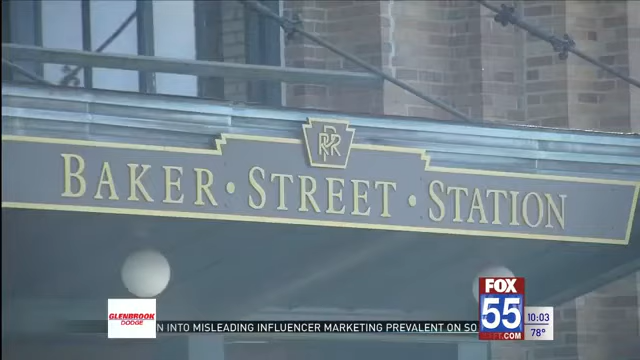 PRR
BAKER · STREET · STATION
FOX
55
10:03
78°
GLENBROOK
DODGE
N INTO MISLEADING INFLUENCER MARKETING PREVALENT ON SO